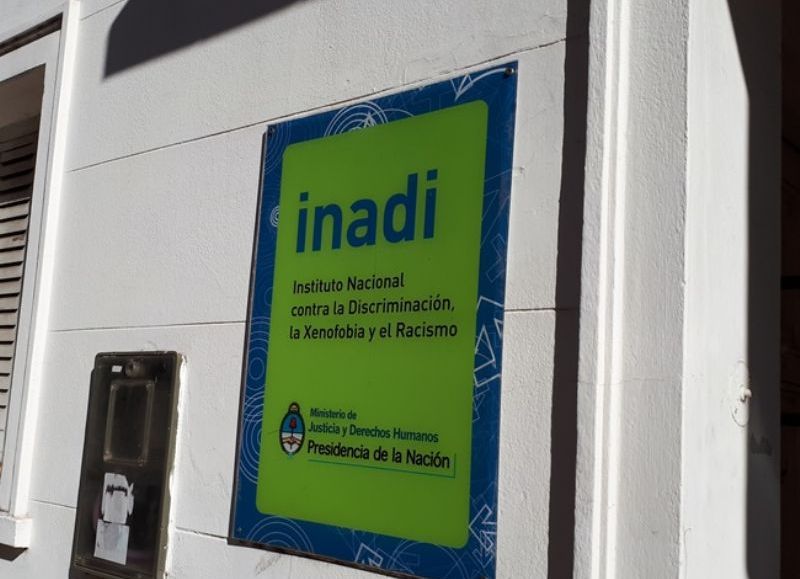 inadi
Instituto Nacional
contra la Discriminación,
la Xenofobia y el Racismo
Ministerio de
Justicia y Derechos Humanos
Presidencia de la Nación